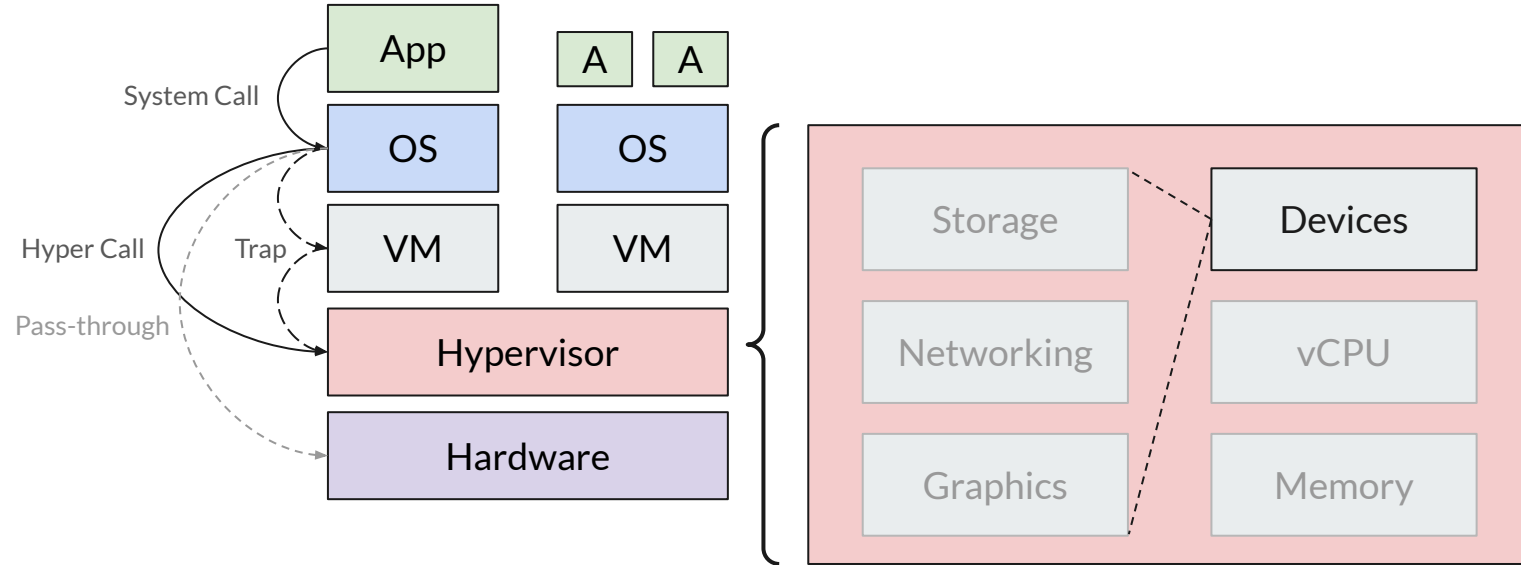 App
A
A
System Call
OS
OS
Hyper Call
Trap
VM
VM
Pass-through
Hypervisor
Hardware
Storage
Devices
Networking
vCPU
Graphics
Memory